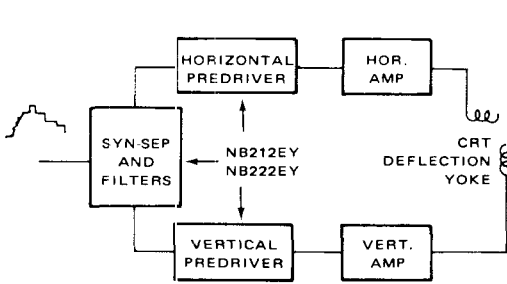 HORIZONTAL
PREDRIVER
HOR.
AMP
SYN-SEP
AND
FILTERS
NB212EY
NB222EY
CRT
DEFLECTION
YOKE
VERTICAL
PREDRIVER
VERT.
AMP